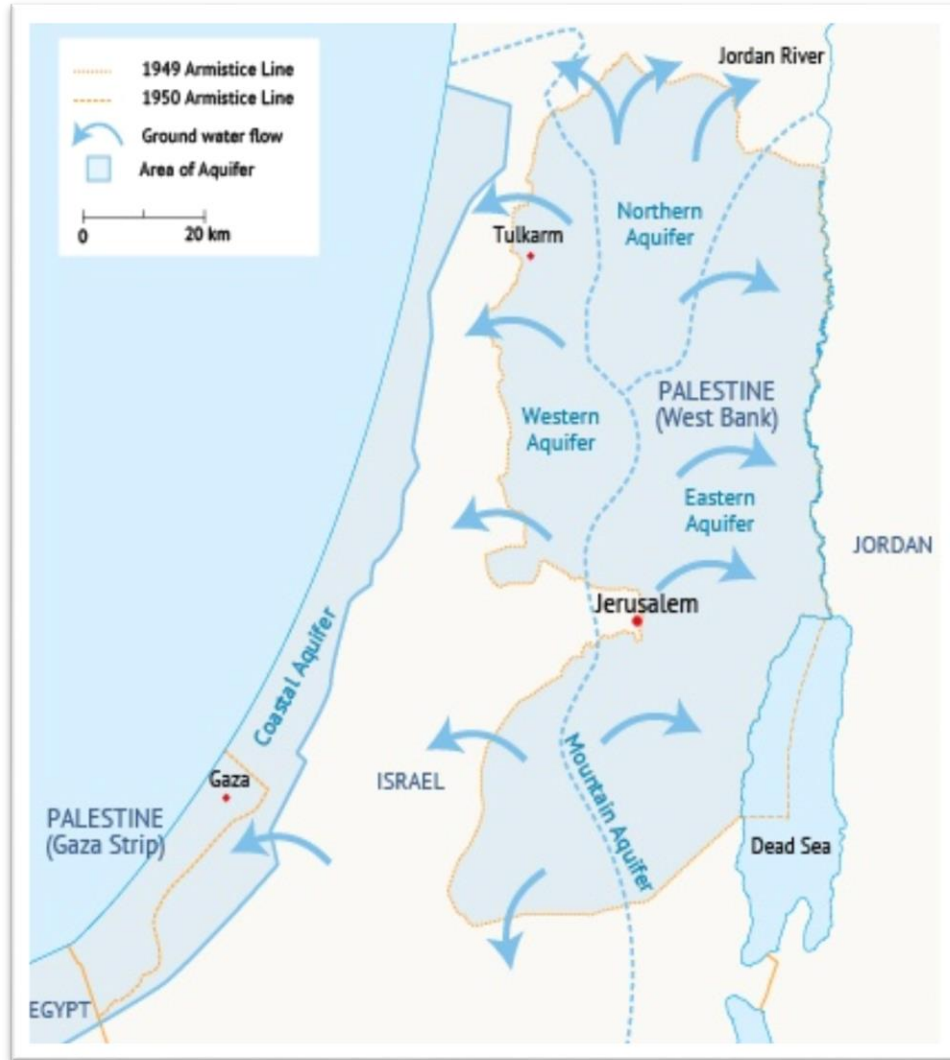 1949 Armistice Line
1950 Armistice Line
Ground water flow
Area of Aquifer
0
20 km
Jordan River
Northern
Aquifer
Tulkarm
PALESTINE
(West Bank)
Western
Aquifer
Eastern
Aquifer
JORDAN
Jerusalem
Coastal Aquifer
Mountain Aquifer
Gaza
ISRAEL
PALESTINE
(Gaza Strip)
Dead Sea
EGYPT